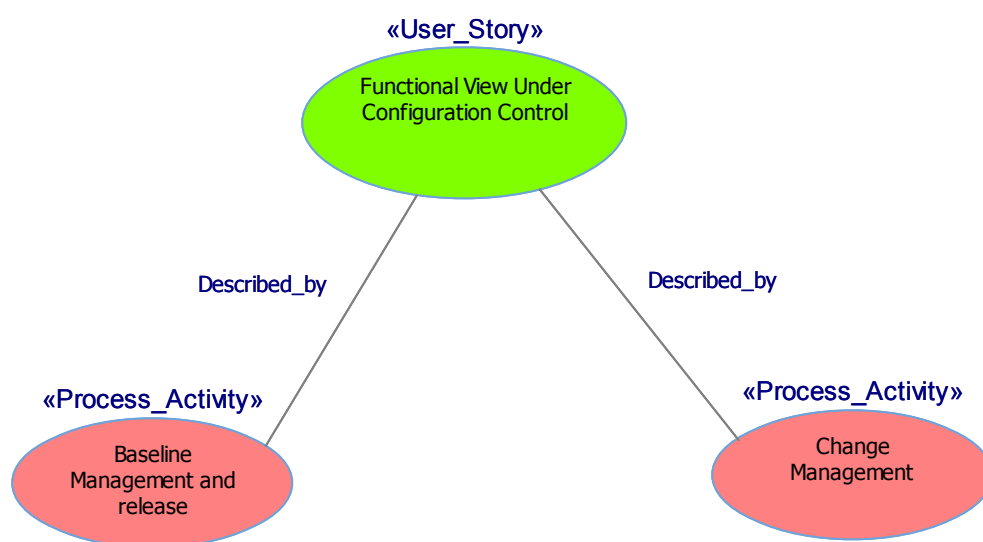 «User_Story»
Functional View Under
Configuration Control
Described_by
Described_by
«Process_Activity»
Baseline
Management and
release
«Process_Activity»
Change
Management